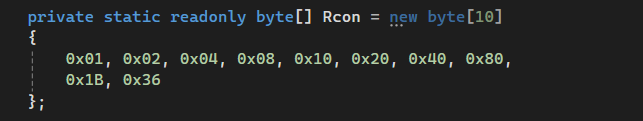 private static readonly byte[] Rcon = new byte[10]
{
    0x01, 0x02, 0x04, 0x08, 0x10, 0x20, 0x40, 0x80,
    0x1B, 0x36
};